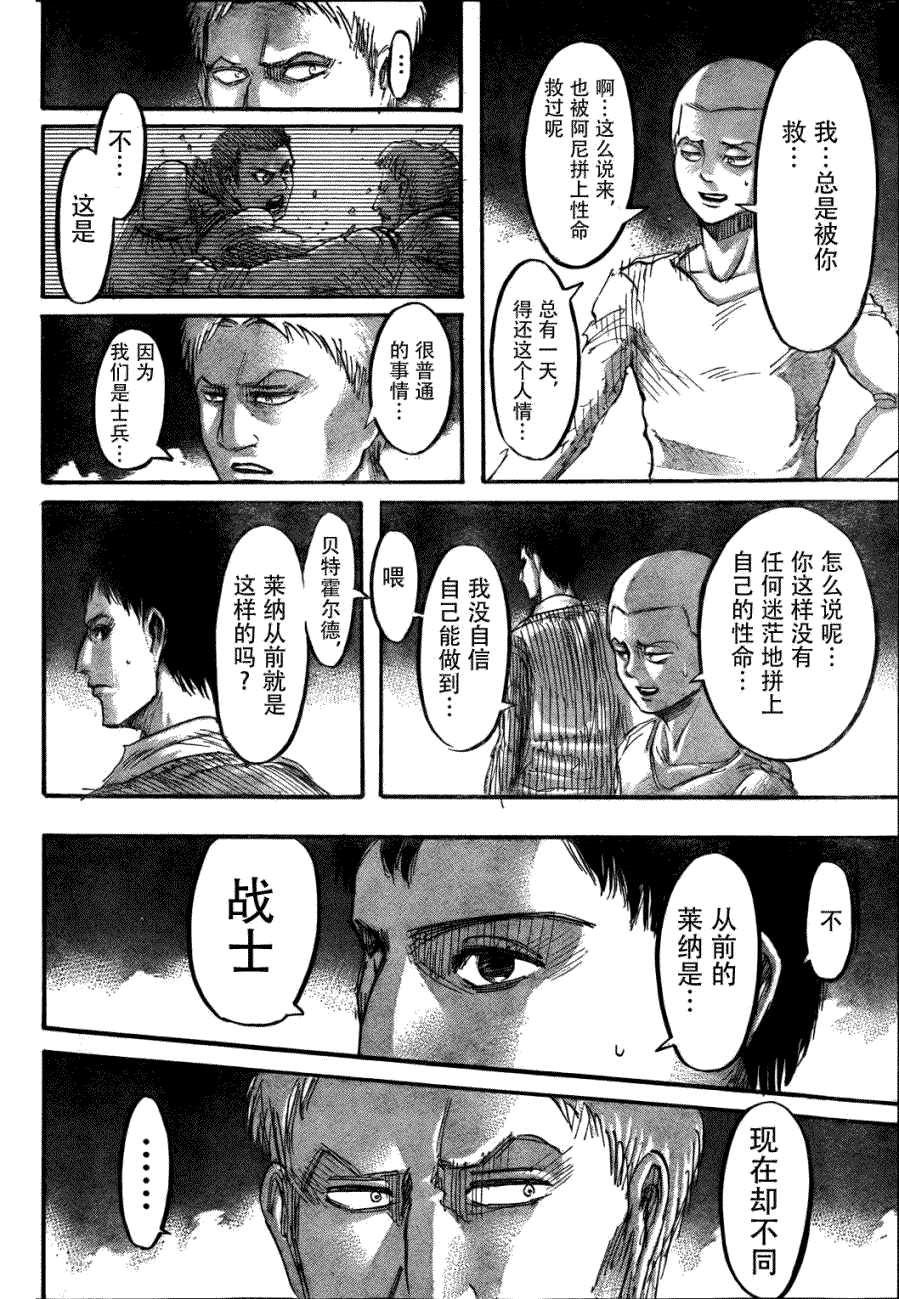 我…总是被你
救…
啊…这么说来,
也被阿尼拼上性命
救过呢
总有一天,
得还这个人情…
…
不…
这是
很普通
的事情…
因为
我们是士兵…
怎么说呢…
你这样没有
任何迷茫地拼上
自己的性命…
我没自信
自己能做到…
喂
贝特霍尔德,
莱纳从前就是
这样的吗?
不
从前的
莱纳是…
战士
现在却不同
……